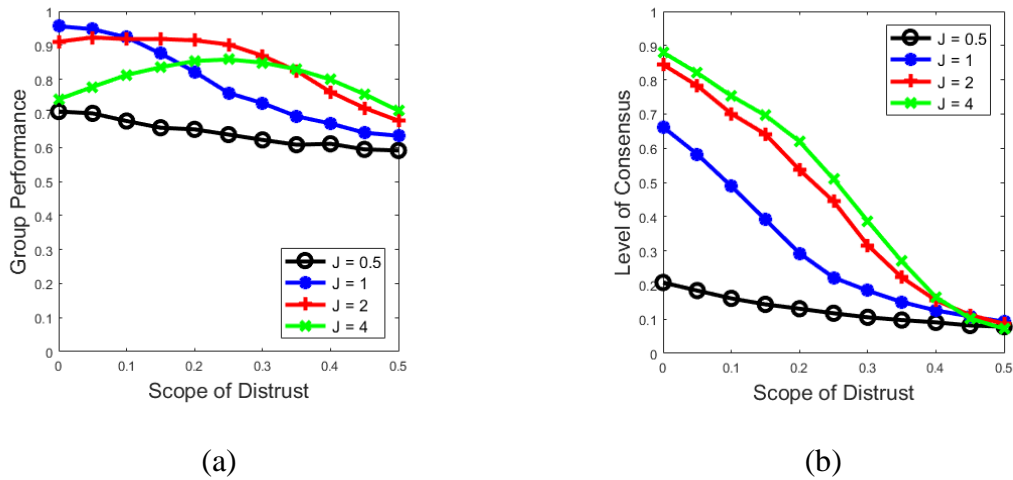 1
0.9
0.8
0.7
0.6
0.5
0.4
0.3
0.2
0.1
0
0 0.1 0.2 0.3 0.4 0.5
Group Performance
Scope of Distrust
J = 0.5
J = 1
J = 2
J = 4
(a)
1
0.9
0.8
0.7
0.6
0.5
0.4
0.3
0.2
0.1
0
0 0.1 0.2 0.3 0.4 0.5
Level of Consensus
Scope of Distrust
J = 0.5
J = 1
J = 2
J = 4
(b)